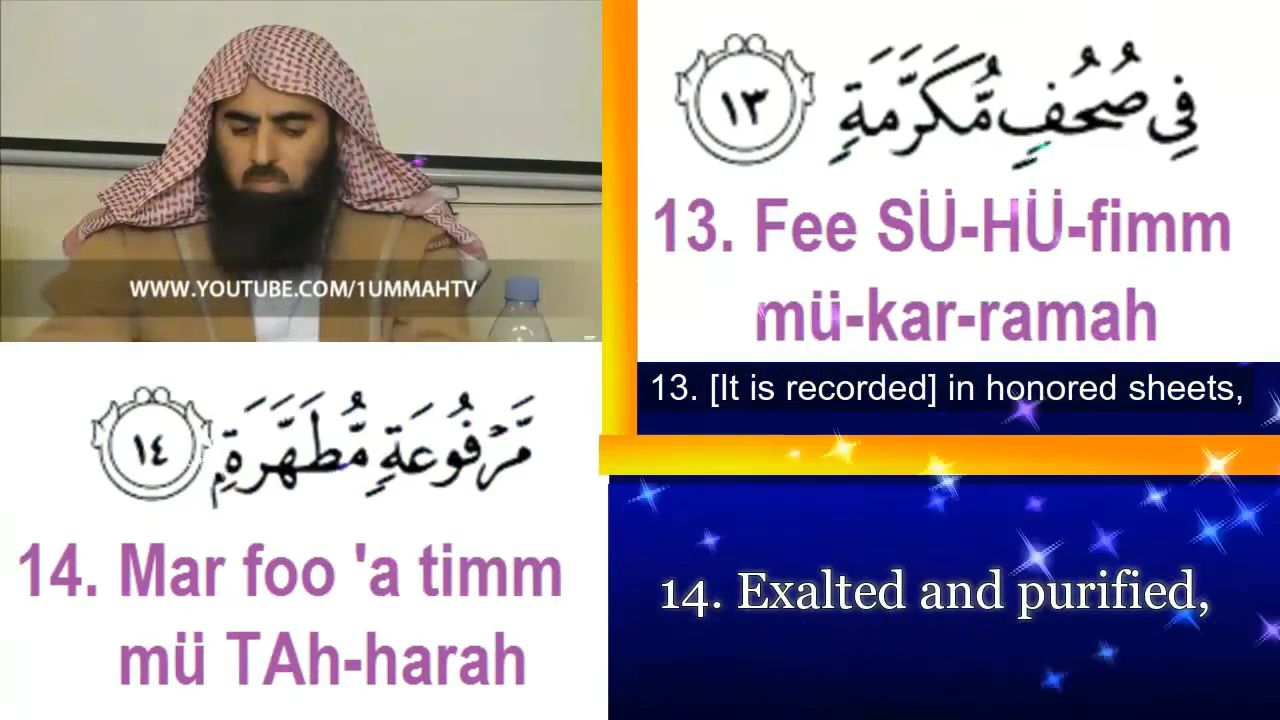 WWW.YOUTUBE.COM/1UMMAHTV
فِي صُحُفٍ مُّكَرَّمَةٍ ١٣
13. Fee SÜ-HÜ-fimm
mü-kar-ramah
13. [It is recorded] in honored sheets,
مَّرْفُوعَةٍ مُّطَهَّرَةٍۭ ١٤
14. Mar foo 'a timm
mü TAh-harah
14. Exalted and purified,